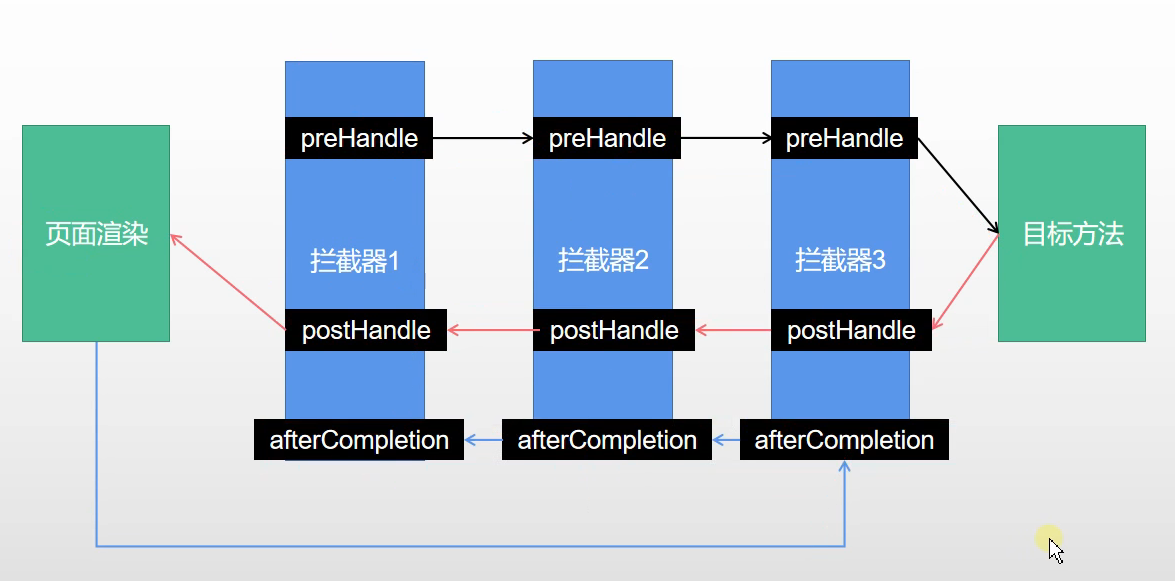 preHandle
preHandle
preHandle
页面渲染
拦截器1
拦截器2
拦截器3
目标方法
postHandle
postHandle
postHandle
afterCompletion
afterCompletion
afterCompletion